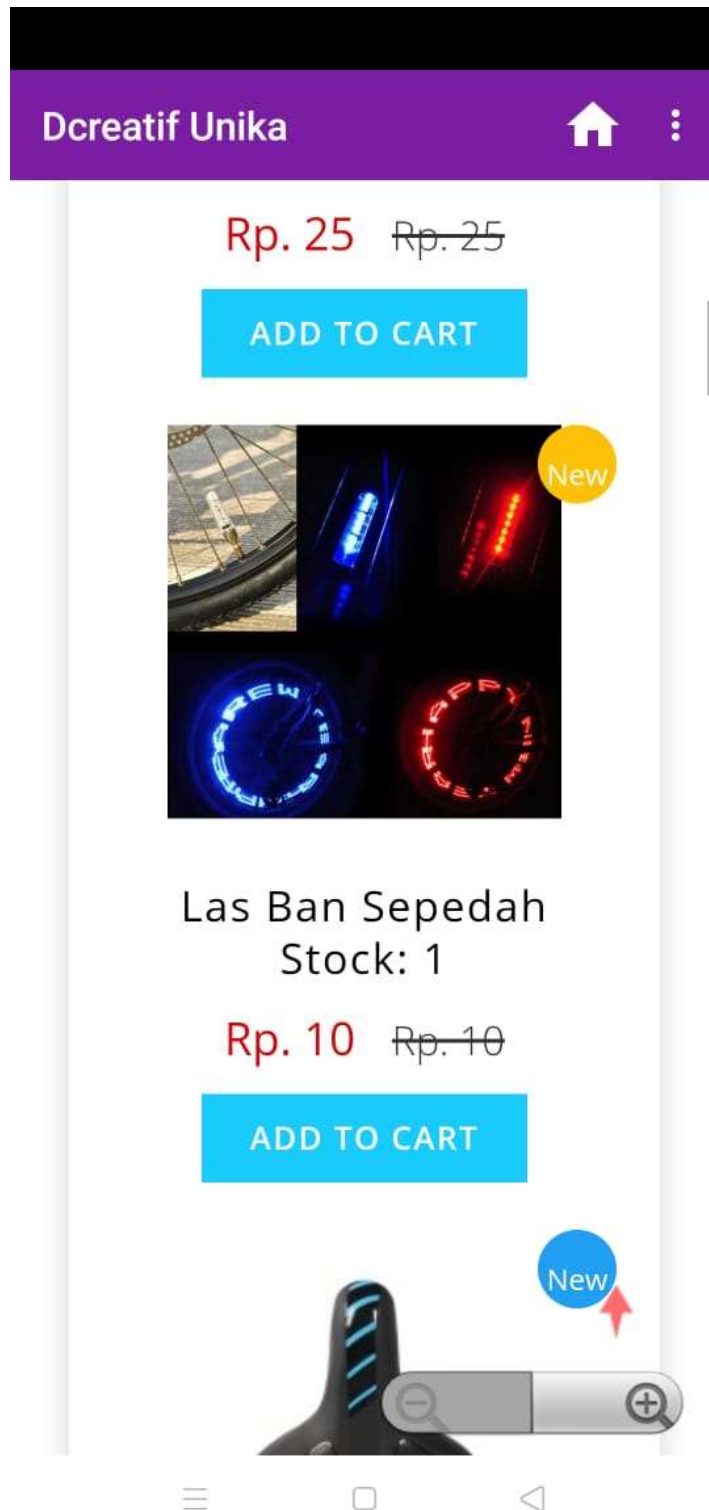 Dcreatif Unika
Rp. 25 Rp. 25
ADD TO CART
New
Las Ban Sepedah
Stock: 1
Rp. 10 Rp. 10
ADD TO CART
New